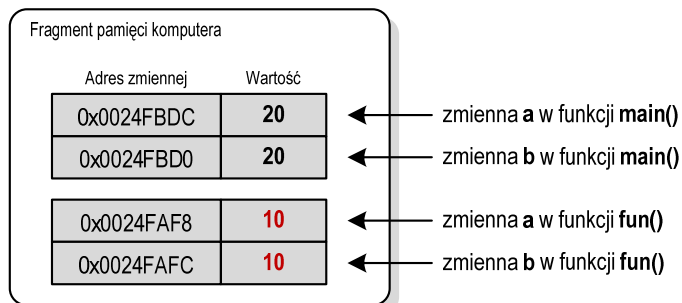 Fragment pamięci komputera
Adres zmiennej Wartość
0x0024FBDC 20 zmienna a w funkcji main()
0x0024FBD0 20 zmienna b w funkcji main()
0x0024FAF8 10 zmienna a w funkcji fun()
0x0024FAFC 10 zmienna b w funkcji fun()